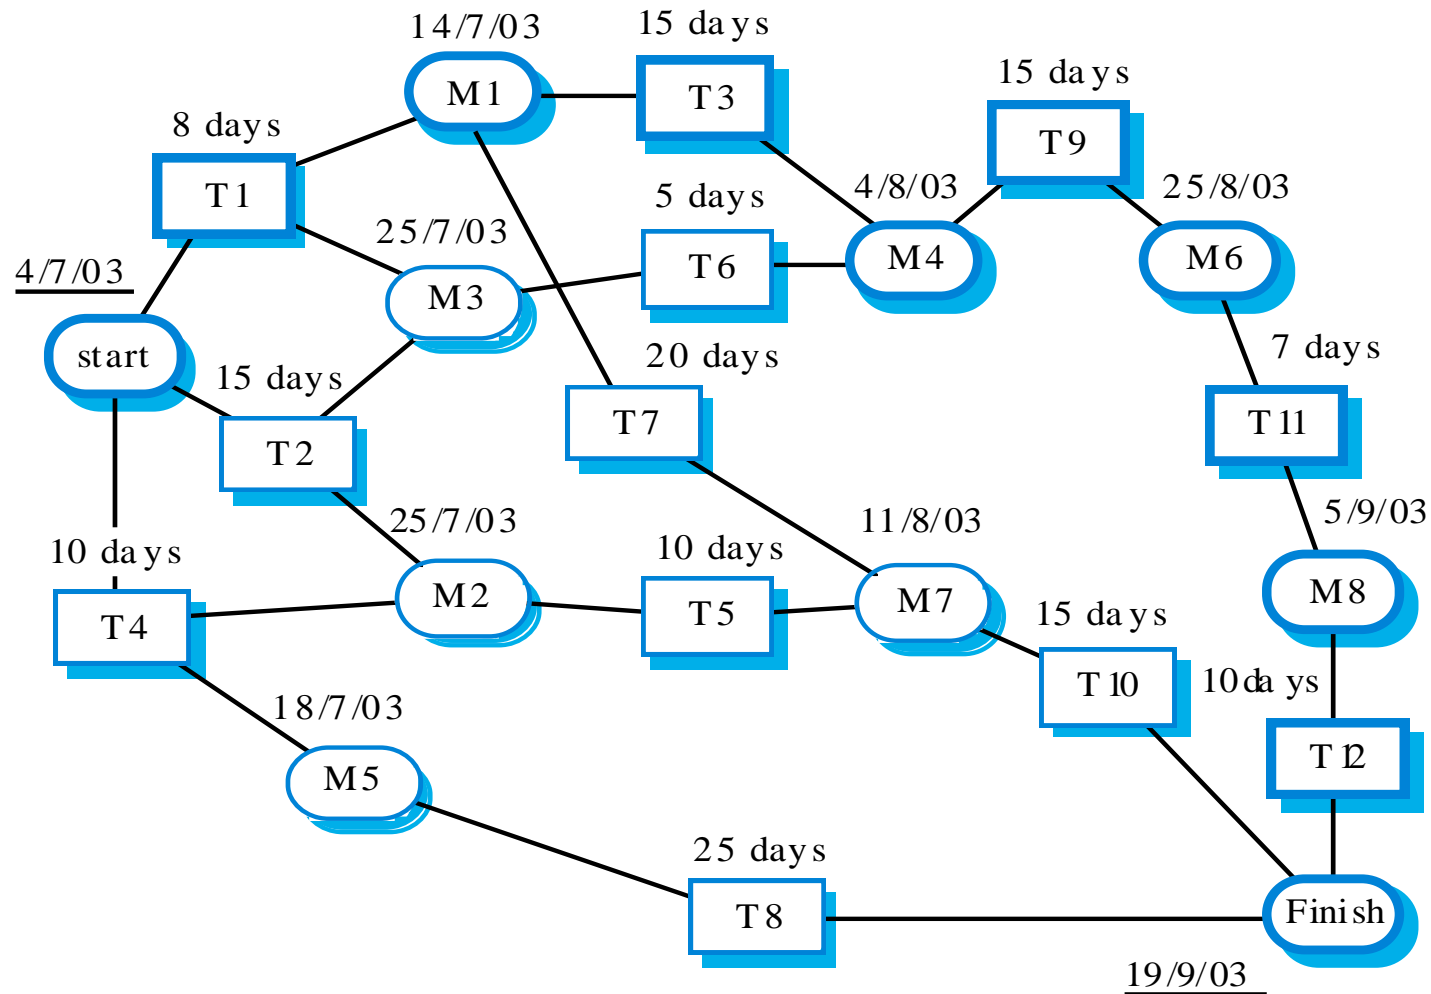 14/7/03
15 days
M1
T3
15 days
T9
8 days
T1
5 days
4/8/03
25/8/03
25/7/03
4/7/03
M3
T6
M4
M6
start
15 days
20 days
7 days
T2
T7
T11
25/7/03
11/8/03
5/9/03
10 days
10 days
M2
T5
M7
M8
T4
15 days
T10
10 days
18/7/03
M5
T12
25 days
T8
Finish
19/9/03